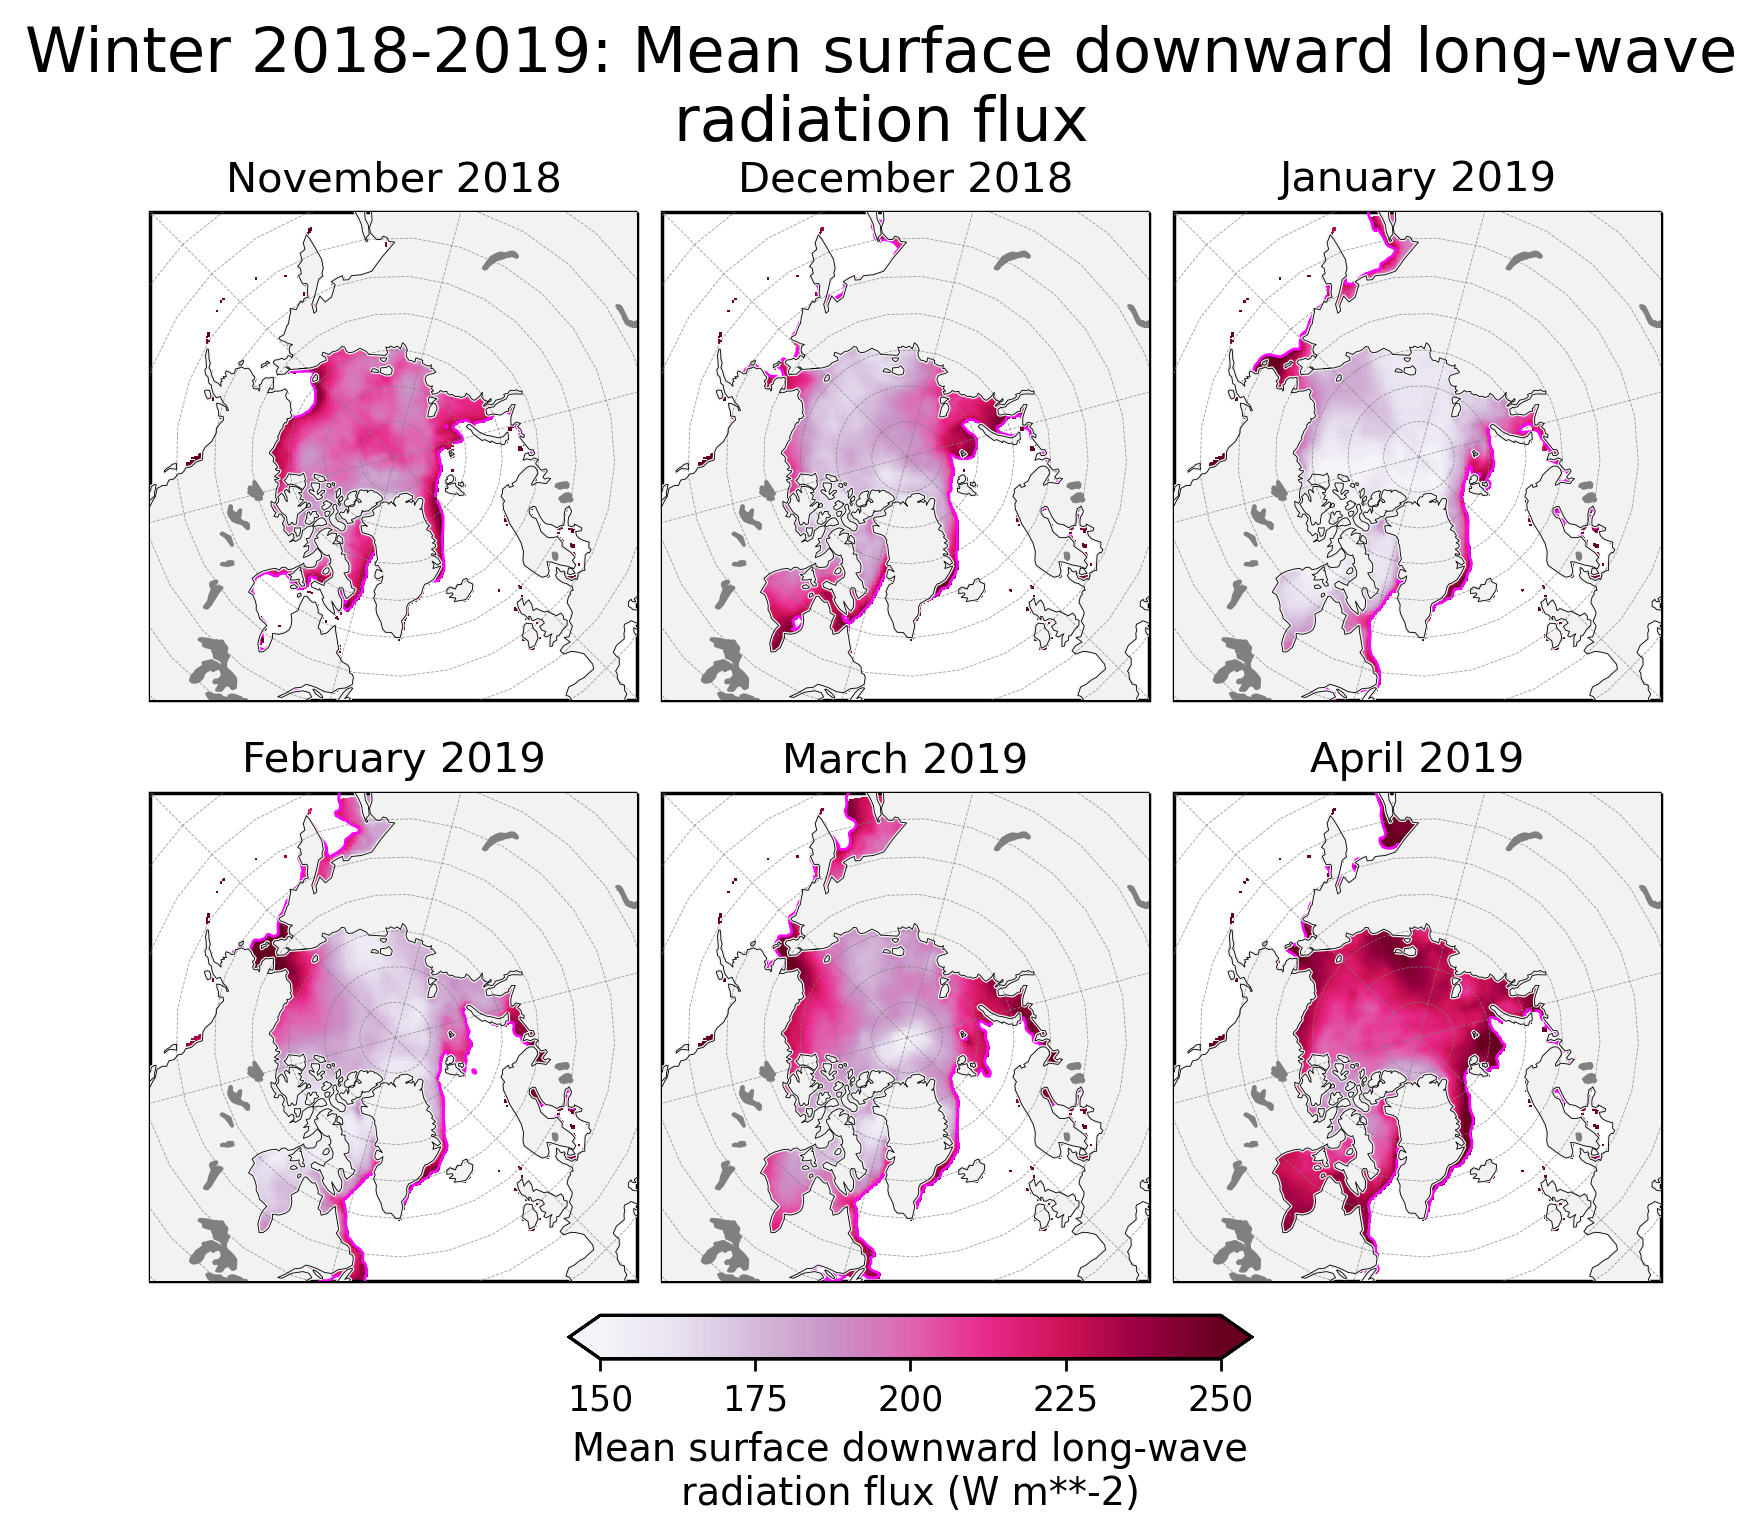 Winter 2018-2019: Mean surface downward long-wave
radiation flux
November 2018
December 2018
January 2019
February 2019
March 2019
April 2019
150
175
200
225
250
Mean surface downward long-wave
radiation flux (W m**-2)